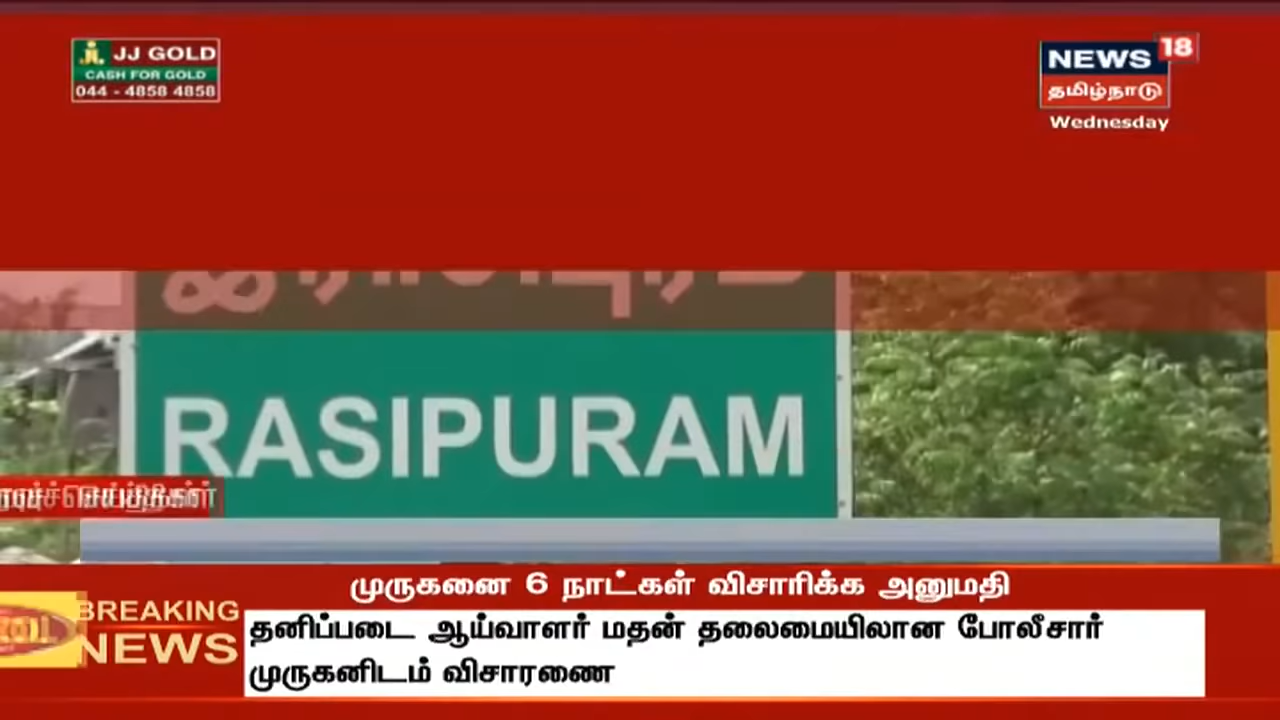 JJ GOLD
CASH FOR GOLD
044 - 4858 4858
NEWS 18
தமிழ்நாடு
Wednesday
RASIPURAM
முருகனை 6 நாட்கள் விசாரிக்க அனுமதி
BREAKING
NEWS
தனிப்படை ஆய்வாளர் மதன் தலைமையிலான போலீசார்
முருகனிடம் விசாரணை